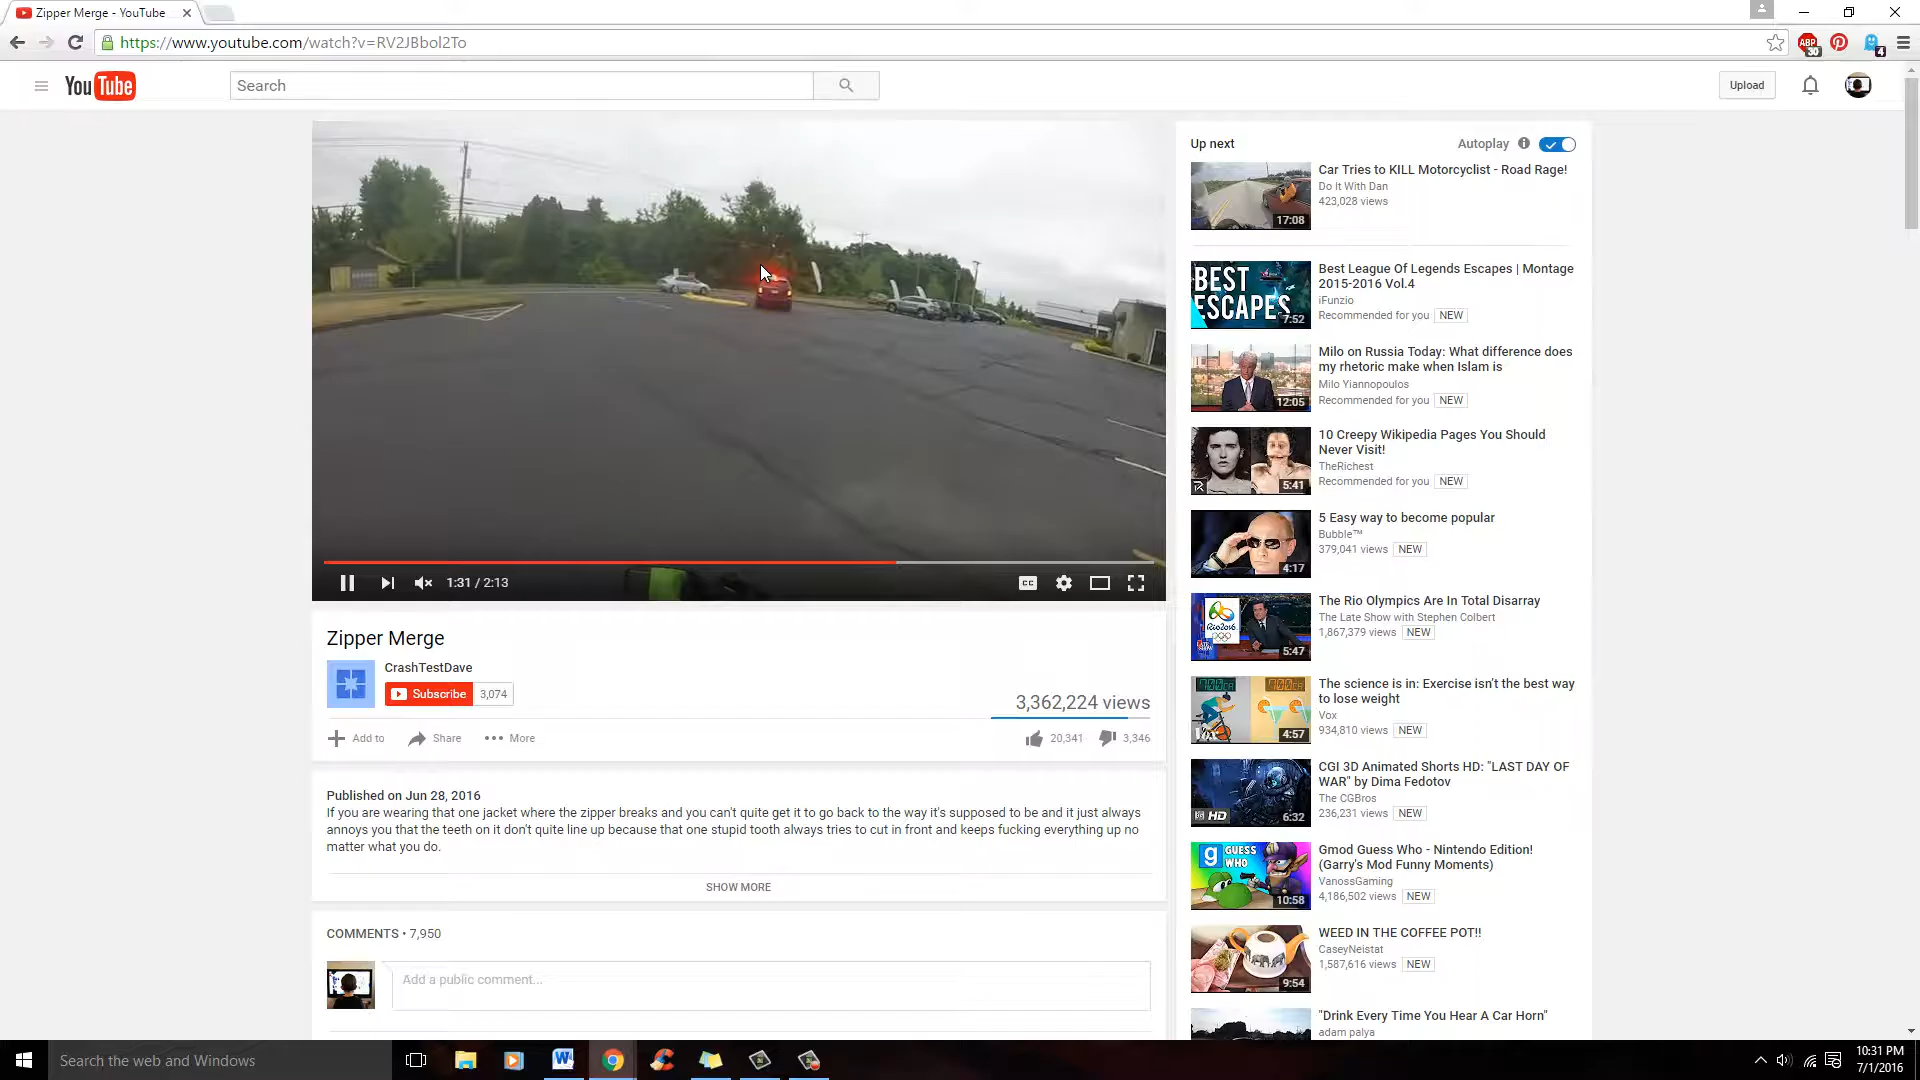 Zipper Merge - YouTube
https://www.youtube.com/watch?v=RV2JBbol2To
ABP
30
4
YouTube
Search
Upload
1:31 / 2:13
CC
Zipper Merge
CrashTestDave
Subscribe 3,074
3,362,224 views
Add to Share More
20,341 3,346
Published on Jun 28, 2016
If you are wearing that one jacket where the zipper breaks and you can't quite get it to go back to the way it's supposed to be and it just always
annoys you that the teeth on it don't quite line up because that one stupid tooth always tries to cut in front and keeps fucking everything up no
matter what you do.
SHOW MORE
COMMENTS • 7,950
Add a public comment...
Up next Autoplay
17:08
Car Tries to KILL Motorcyclist - Road Rage!
Do It With Dan
423,028 views
BEST
ESCAPES
7:52
Best League Of Legends Escapes | Montage
2015-2016 Vol.4
iFunzio
Recommended for you NEW
12:05
Milo on Russia Today: What difference does
my rhetoric make when Islam is
Milo Yiannopoulos
Recommended for you NEW
5:41
10 Creepy Wikipedia Pages You Should
Never Visit!
TheRichest
Recommended for you NEW
4:17
5 Easy way to become popular
Bubble™
379,041 views NEW
5:47
The Rio Olympics Are In Total Disarray
The Late Show with Stephen Colbert
1,867,379 views NEW
Vox
4:57
The science is in: Exercise isn't the best way
to lose weight
Vox
934,810 views NEW
HD
6:32
CGI 3D Animated Shorts HD: "LAST DAY OF
WAR" by Dima Fedotov
The CGBros
236,231 views NEW
g GUESS
WHO
10:58
Gmod Guess Who - Nintendo Edition!
(Garry's Mod Funny Moments)
VanossGaming
4,186,502 views NEW
9:54
WEED IN THE COFFEE POT!!
CaseyNeistat
1,587,616 views NEW
"Drink Every Time You Hear A Car Horn"
adam palya
Search the web and Windows
10:31 PM
7/1/2016